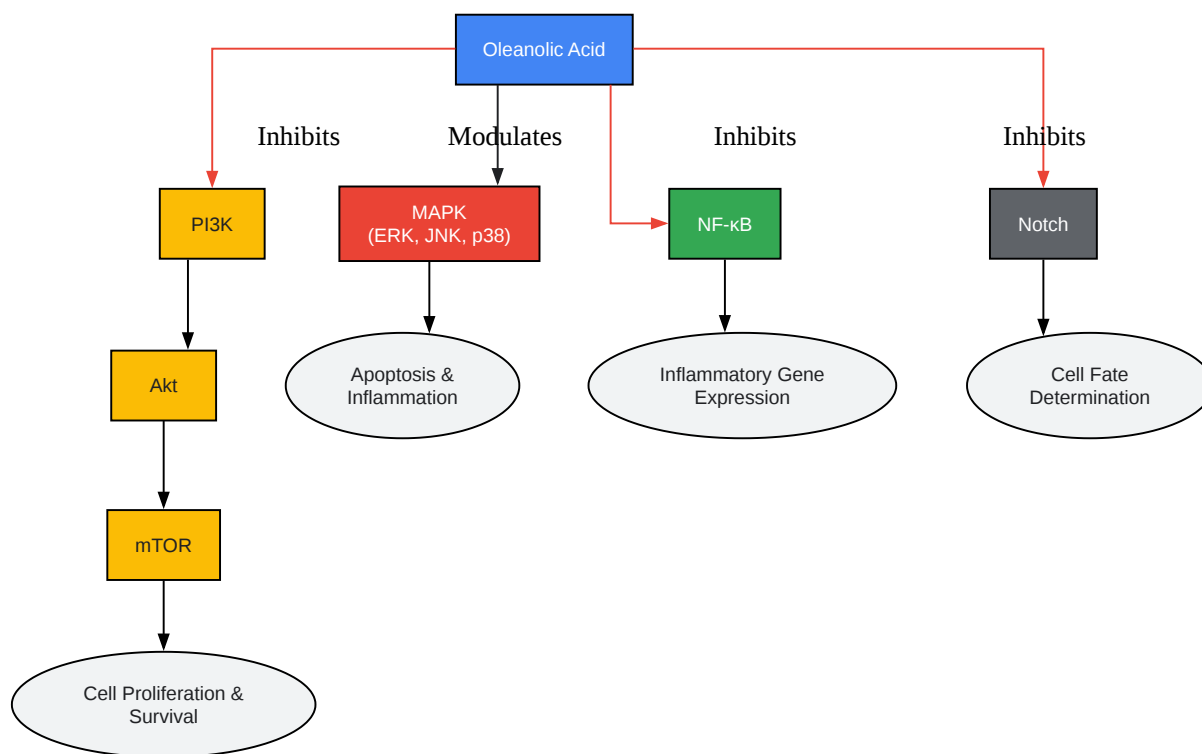 Oleanolic Acid
Inhibits
Modulates
Inhibits
Inhibits
PI3K
MAPK
(ERK, JNK, p38)
NF-κB
Notch
Akt
Apoptosis &
Inflammation
Inflammatory Gene
Expression
Cell Fate
Determination
mTOR
Cell Proliferation &
Survival